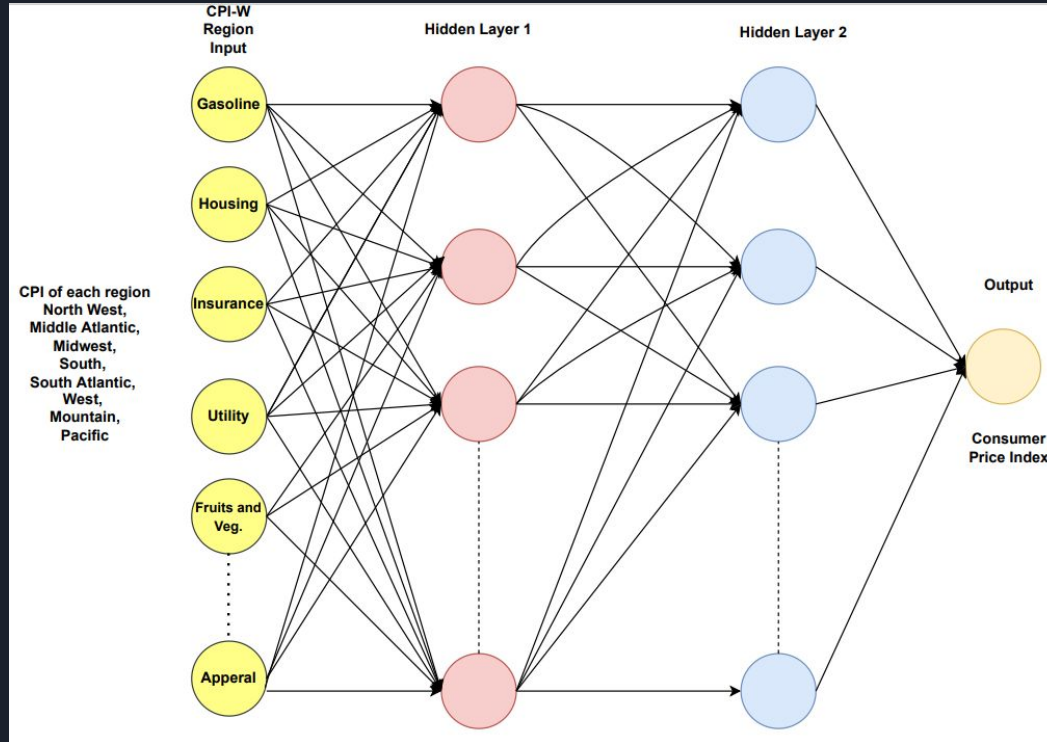 CPI-W
Region
Input
Hidden Layer 1
Hidden Layer 2
Gasoline
Housing
Insurance
CPI of each region
North West,
Middle Atlantic,
Midwest,
South,
South Atlantic,
West,
Mountain,
Pacific
Utility
Fruits and
Veg.
Apperal
Output
Consumer
Price Index